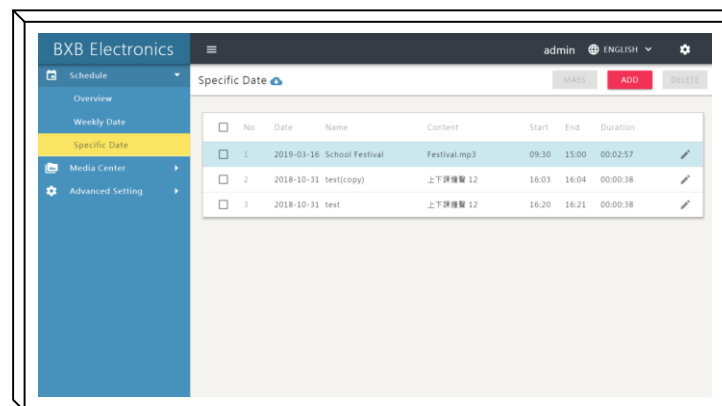 BXB Electronics
admin ENGLISH
Schedule
Overview
Weekly Date
Specific Date
Media Center
Advanced Setting
Specific Date
MASS ADD DELETE
No Date Name Content Start End Duration
1 2019-03-16 School Festival Festival.mp3 09:30 15:00 00:02:57
2 2018-10-31 test(copy) 上下課鐘聲 12 16:03 16:04 00:00:38
3 2018-10-31 test 上下課鐘聲 12 16:20 16:21 00:00:38